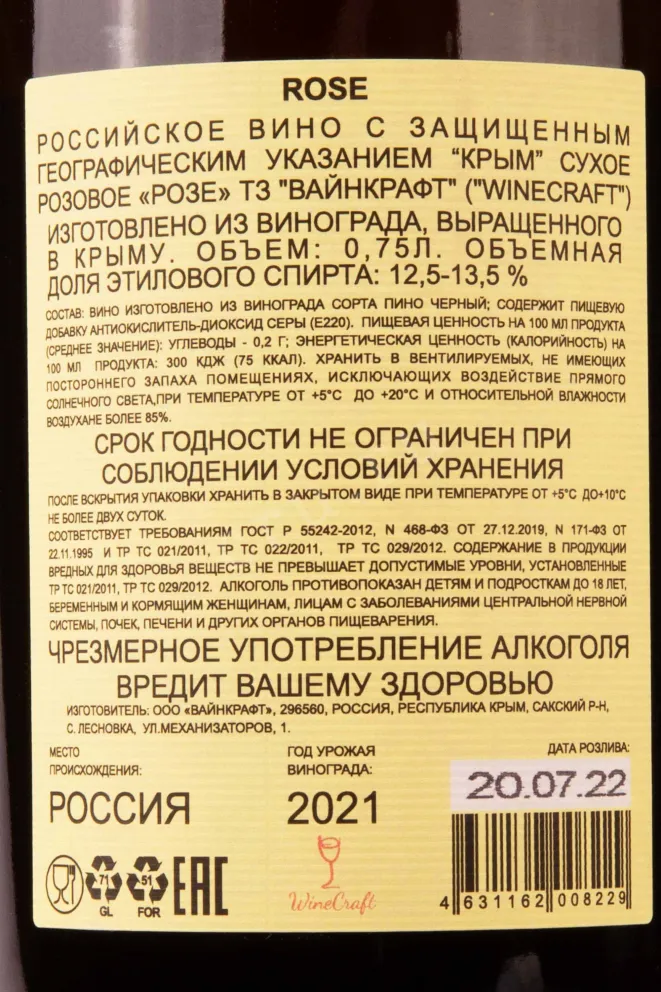 ROSE
РОССИЙСКОЕ ВИНО С ЗАЩИЩЕННЫМ
ГЕОГРАФИЧЕСКИМ УКАЗАНИЕМ “КРЫМ” СУХОЕ
РОЗОВОЕ «РОЗЕ» ТЗ "ВАЙНКРАФТ" ("WINECRAFT")
ИЗГОТОВЛЕНО ИЗ ВИНОГРАДА, ВЫРАЩЕННОГО
В КРЫМУ. ОБЪЕМ: 0,75Л. ОБЪЕМНАЯ
ДОЛЯ ЭТИЛОВОГО СПИРТА: 12,5-13,5 %
СОСТАВ: ВИНО ИЗГОТОВЛЕНО ИЗ ВИНОГРАДА СОРТА ПИНО ЧЕРНЫЙ; СОДЕРЖИТ ПИЩЕВУЮ
ДОБАВКУ АНТИОКИСЛИТЕЛЬ-ДИОКСИД СЕРЫ (Е220). ПИЩЕВАЯ ЦЕННОСТЬ НА 100 МЛ ПРОДУКТА
(СРЕДНЕЕ ЗНАЧЕНИЕ): УГЛЕВОДЫ - 0,2 Г; ЭНЕРГЕТИЧЕСКАЯ ЦЕННОСТЬ (КАЛОРИЙНОСТЬ) НА
100 МЛ ПРОДУКТА: 300 КДЖ (75 ККАЛ). ХРАНИТЬ В ВЕНТИЛИРУЕМЫХ, НЕ ИМЕЮЩИХ
ПОСТОРОННЕГО ЗАПАХА ПОМЕЩЕНИЯХ, ИСКЛЮЧАЮЩИХ ВОЗДЕЙСТВИЕ ПРЯМОГО
СОЛНЕЧНОГО СВЕТА,ПРИ ТЕМПЕРАТУРЕ ОТ +5°С ДО +20°С И ОТНОСИТЕЛЬНОЙ ВЛАЖНОСТИ
ВОЗДУХАНЕ БОЛЕЕ 85%.
СРОК ГОДНОСТИ НЕ ОГРАНИЧЕН ПРИ
СОБЛЮДЕНИИ УСЛОВИЙ ХРАНЕНИЯ
ПОСЛЕ ВСКРЫТИЯ УПАКОВКИ ХРАНИТЬ В ЗАКРЫТОМ ВИДЕ ПРИ ТЕМПЕРАТУРЕ ОТ +5°С ДО+10°С
НЕ БОЛЕЕ ДВУХ СУТОК.
СООТВЕТСТВУЕТ ТРЕБОВАНИЯМ ГОСТ Р 55242-2012, N 468-ФЗ ОТ 27.12.2019, N 171-ФЗ ОТ
22.11.1995 И ТР ТС 021/2011, ТР ТС 022/2011, ТР ТС 029/2012. СОДЕРЖАНИЕ В ПРОДУКЦИИ
ВРЕДНЫХ ДЛЯ ЗДОРОВЬЯ ВЕЩЕСТВ НЕ ПРЕВЫШАЕТ ДОПУСТИМЫЕ УРОВНИ, УСТАНОВЛЕННЫЕ
ТР ТС 021/2011, ТР ТС 029/2012. АЛКОГОЛЬ ПРОТИВОПОКАЗАН ДЕТЯМ И ПОДРОСТКАМ ДО 18 ЛЕТ,
БЕРЕМЕННЫМ И КОРМЯЩИМ ЖЕНЩИНАМ, ЛИЦАМ С ЗАБОЛЕВАНИЯМИ ЦЕНТРАЛЬНОЙ НЕРВНОЙ
СИСТЕМЫ, ПОЧЕК, ПЕЧЕНИ И ДРУГИХ ОРГАНОВ ПИЩЕВАРЕНИЯ.
ЧРЕЗМЕРНОЕ УПОТРЕБЛЕНИЕ АЛКОГОЛЯ
ВРЕДИТ ВАШЕМУ ЗДОРОВЬЮ
ИЗГОТОВИТЕЛЬ: ООО «ВАЙНКРАФТ», 296560, РОССИЯ, РЕСПУБЛИКА КРЫМ, САКСКИЙ Р-Н,
С. ЛЕСНОВКА, УЛ.МЕХАНИЗАТОРОВ, 1.
МЕСТО
ПРОИСХОЖДЕНИЯ:
РОССИЯ
ГОД УРОЖАЯ
ВИНОГРАДА:
2021
ДАТА РОЗЛИВА:
20.07.22
71
GL
51
FOR
EAC
WineCraft
4 631162 008229